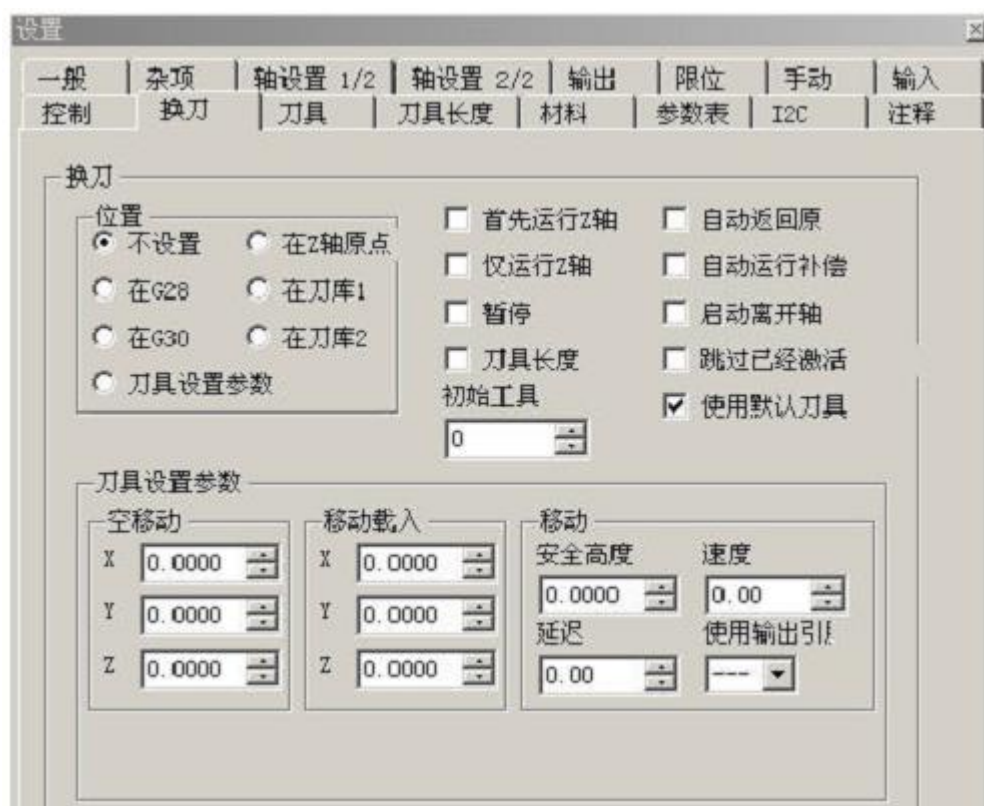 设置
一般 杂项 轴设置 1/2 轴设置 2/2 输出 限位 手动 输入
控制 换刀 刀具 刀具长度 材料 参数表 I2C 注释
换刀
位置
不设置 在Z轴原点
在G28 在刀库1
在G30 在刀库2
刀具设置参数
首先运行Z轴 自动返回原
仅运行Z轴 自动运行补偿
暂停 启动离开轴
刀具长度 跳过已经激活
初始工具 使用默认刀具
0
刀具设置参数
空移动 移动载入 移动
X 0.0000 X 0.0000 安全高度 速度
0.0000 0.00
Y 0.0000 Y 0.0000 延迟 使用输出引
Z 0.0000 Z 0.0000 0.00 ---